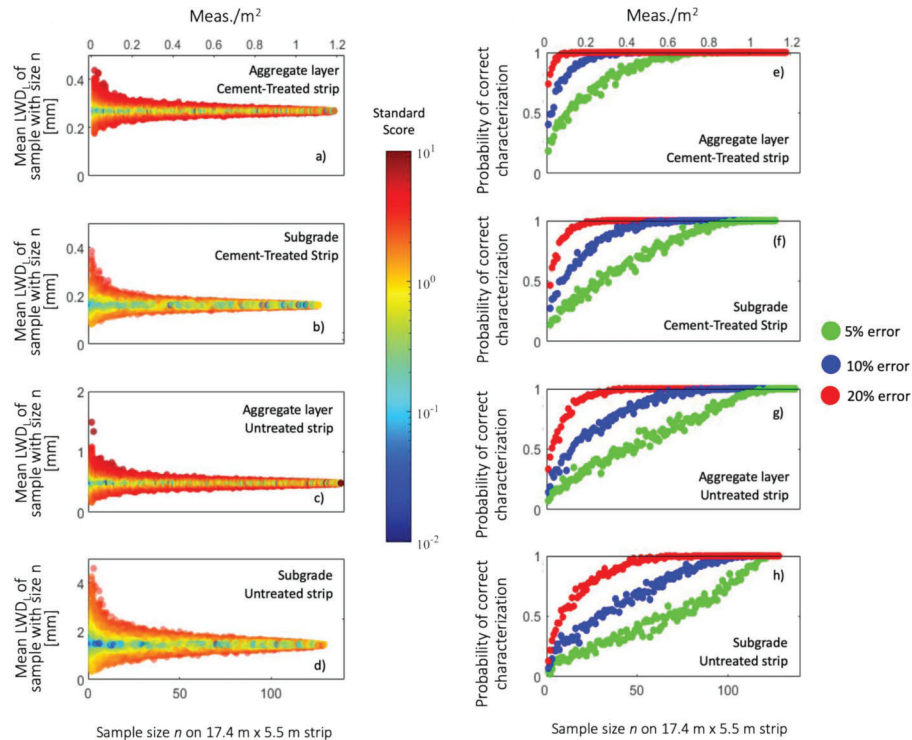 Meas./m²
0 0.2 0.4 0.6 0.8 1 1.2
Mean LWDL of
sample with size n
[mm]
0.4
0.2
0
Aggregate layer
Cement-Treated strip
a)
Mean LWDL of
sample with size n
[mm]
0.4
0.2
0
Subgrade
Cement-Treated Strip
b)
Mean LWDL of
sample with size n
[mm]
2
1
0
Aggregate layer
Untreated strip
c)
Mean LWDL of
sample with size n
[mm]
4
2
0
Subgrade
Untreated strip
d)
0 50 100
Sample size n on 17.4 m x 5.5 m strip
Standard
Score
10¹
10⁰
10⁻¹
10⁻²
Meas./m²
0 0.2 0.4 0.6 0.8 1 1.2
Probability of correct
characterization
1
0.5
1
e)
Aggregate layer
Cement-Treated strip
Probability of correct
characterization
1
0.5
1
(f)
Subgrade
Cement-Treated Strip
Probability of correct
characterization
1
0.5
0
g)
Aggregate layer
Untreated strip
Probability of correct
characterization
1
0.5
0
h)
Subgrade
Untreated strip
0 50 100
Sample size n on 17.4 m x 5.5 m strip
5% error
10% error
20% error